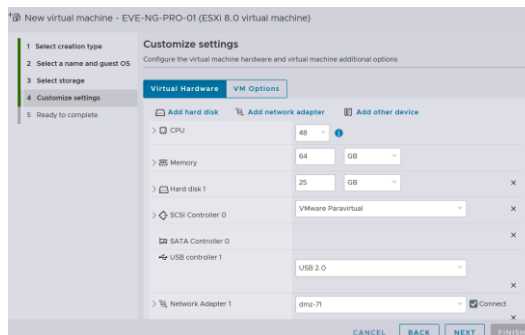 New virtual machine - EVE-NG-PRO-01 (ESXi 8.0 virtual machine)
1 Select creation type
2 Select a name and guest OS
3 Select storage
4 Customize settings
5 Ready to complete
Customize settings
Configure the virtual machine hardware and virtual machine additional options
Virtual Hardware VM Options
Add hard disk Add network adapter Add other device
CPU 48
Memory 64 GB
Hard disk 1 25 GB
SCSI Controller 0 VMware Paravirtual
SATA Controller 0
USB controller 1
USB 2.0
Network Adapter 1 dmz-71 Connect
CANCEL BACK NEXT FINISH